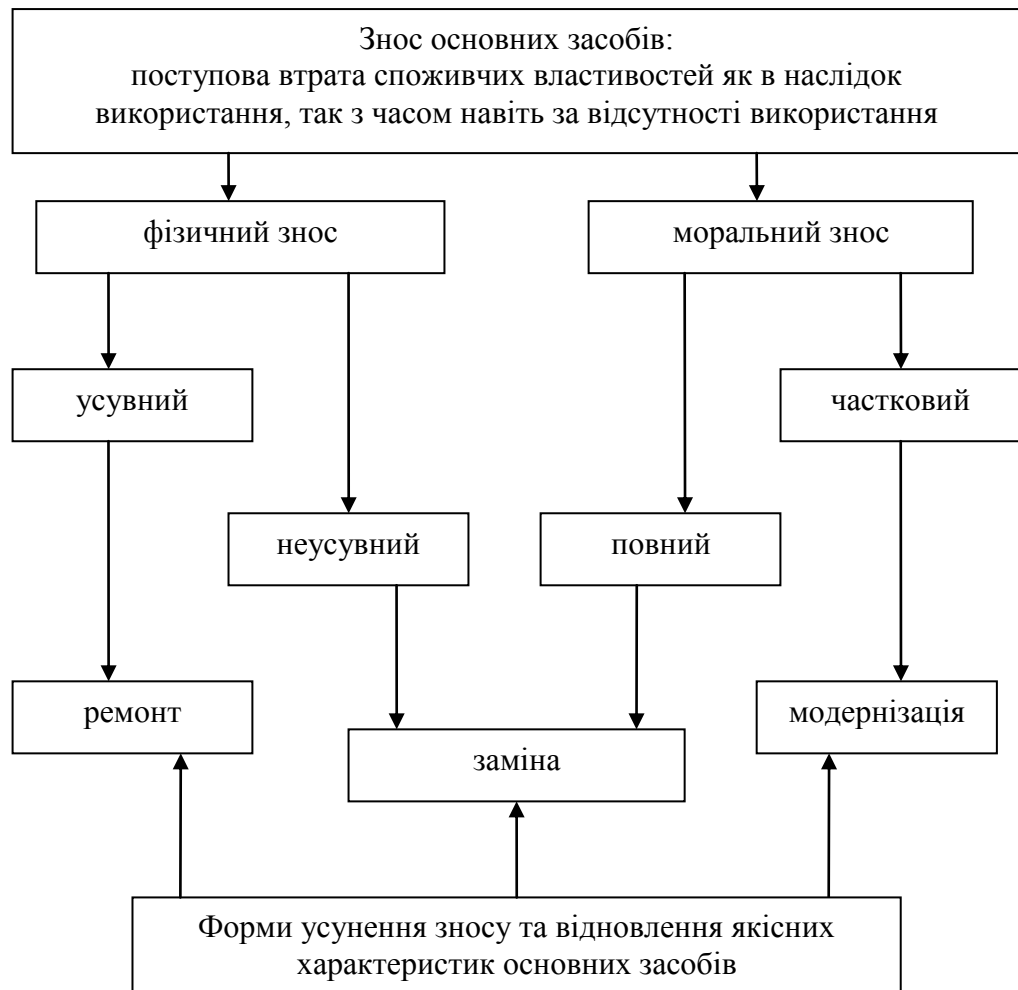 Знос основних засобів:
поступова втрата споживчих властивостей як в наслідок
використання, так з часом навіть за відсутності використання
фізичний знос
моральний знос
усувний
частковий
неусувний
повний
ремонт
модернізація
заміна
Форми усунення зносу та відновлення якісних
характеристик основних засобів